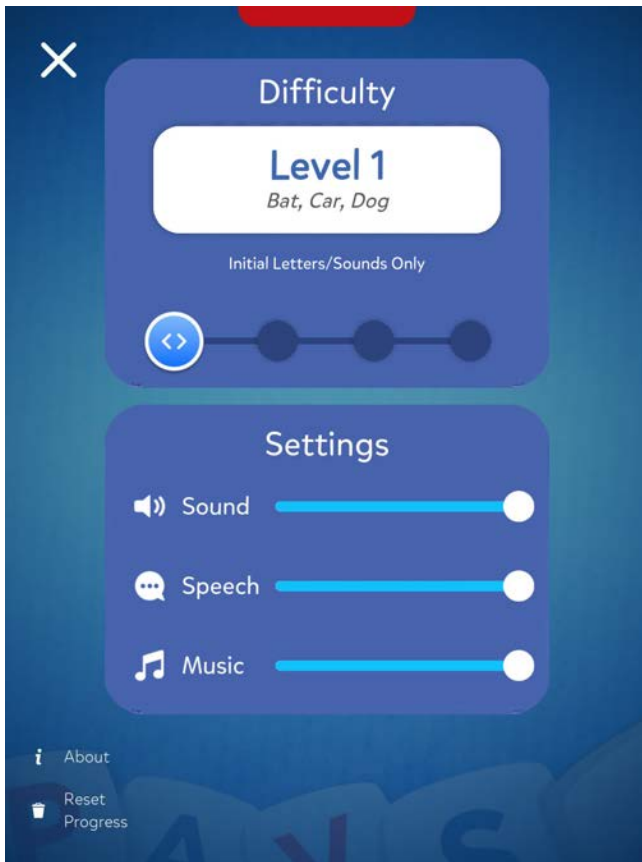 Difficulty
Level 1
Bat, Car, Dog
Initial Letters/Sounds Only
Settings
Sound
Speech
Music
About
Reset
Progress